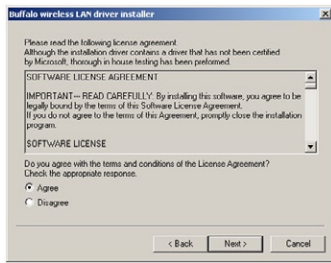 Buffalo wireless LAN driver installer
Please read the following license agreement.
Although the installation driver contains a driver that has not been certified
by Microsoft, thorough in house testing has been preformed.
SOFTWARE LICENSE AGREEMENT
IMPORTANT--- READ CAREFULLY: By installing this software, you agree to be
legally bound by the terms of this Software License Agreement.
If you do not agree to the terms of this Agreement, promptly close the installation
program.
SOFTWARE LICENSE
Do you agree with the terms and conditions of the License Agreement?
Check the appropriate response.
Agree
Disagree
< Back Next > Cancel